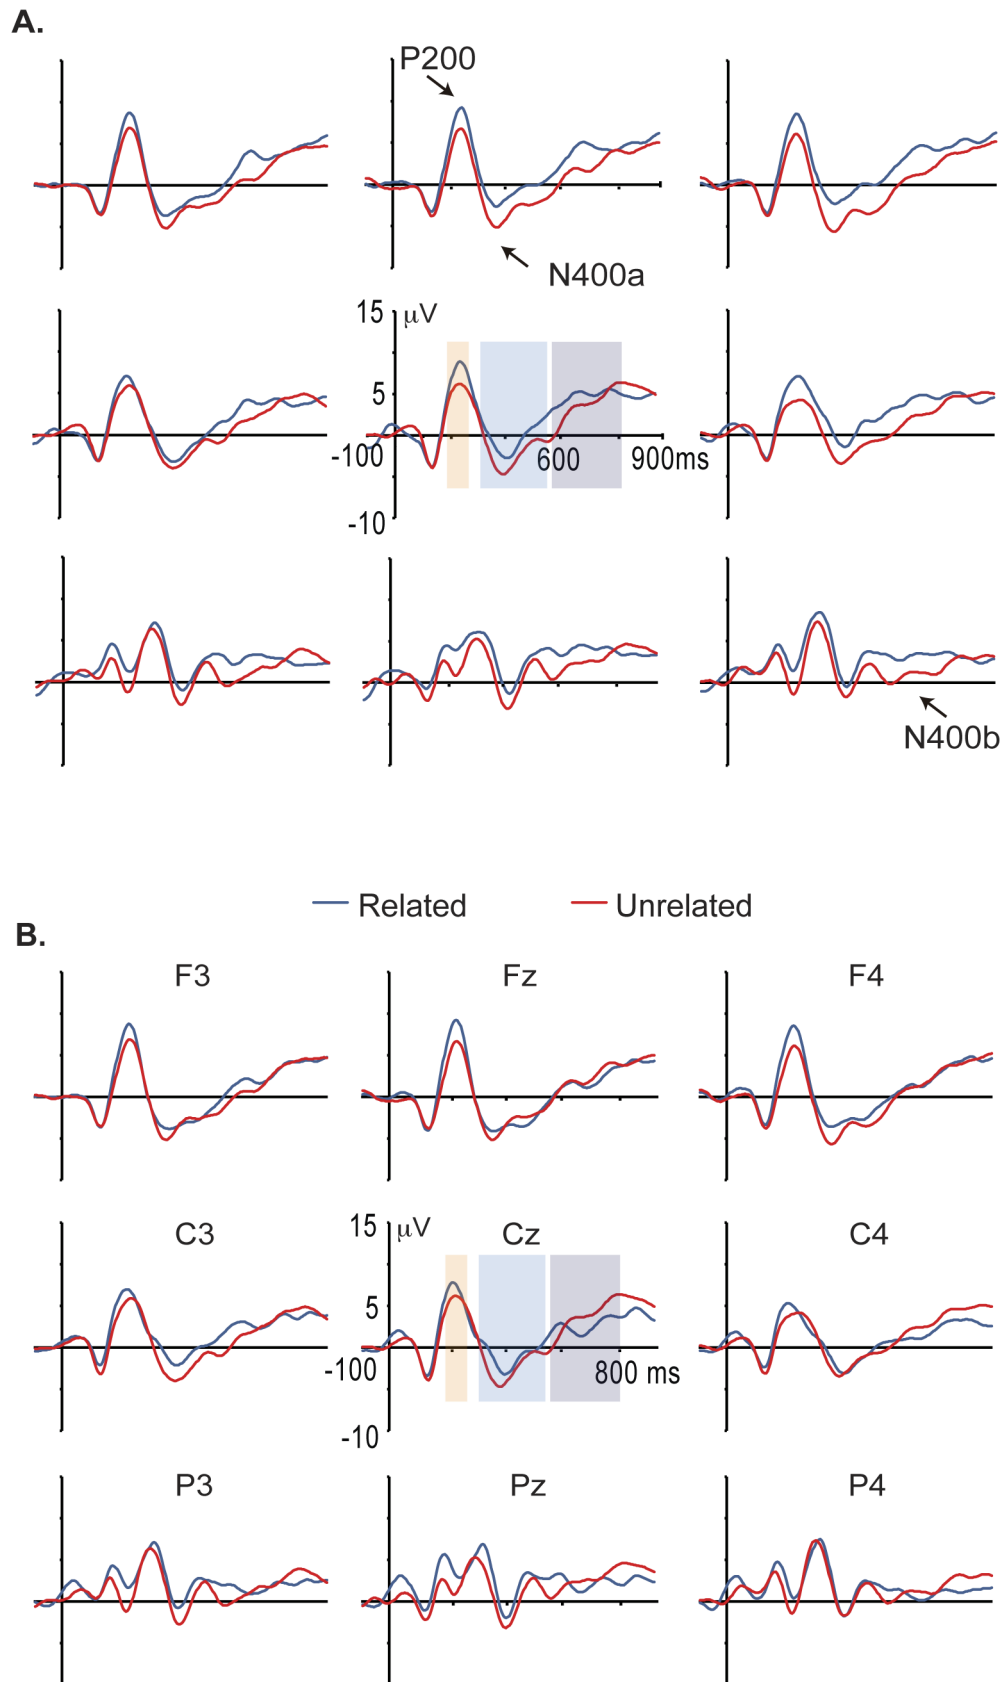 A.
P200
N400a
15 µV
5
-100 600 900ms
-10
N400b
Related Unrelated
B.
F3 Fz F4
C3 15 µV Cz C4
5
-100 800 ms
-10
P3 Pz P4